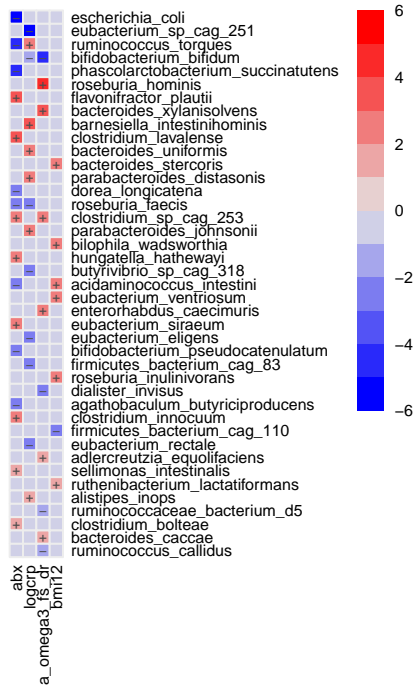 escherichia_coli
eubacterium_sp_cag_251
ruminococcus_torques
bifidobacterium_bifidum
phascolarctobacterium_succinatutens
roseburia_hominis
flavonifractor_plautii
bacteroides_xylanisolvens
barnesiella_intestinihominis
clostridium_lavalense
bacteroides_uniformis
bacteroides_stercoris
parabacteroides_distasonis
dorea_longicatena
roseburia_faecis
clostridium_sp_cag_253
parabacteroides_johnsonii
bilophila_wadsworthia
hungatella_hathewayi
butyrivibrio_sp_cag_318
acidaminococcus_intestini
eubacterium_ventriosum
enterorhabdus_caecimuris
eubacterium_siraeum
eubacterium_eligens
bifidobacterium_pseudocatenulatum
firmicutes_bacterium_cag_83
roseburia_inulinivorans
dialister_invisus
agathobaculum_butyriciproducens
clostridium_innocuum
firmicutes_bacterium_cag_110
eubacterium_rectale
adlercreutzia_equolifaciens
sellimonas_intestinalis
ruthenibacterium_lactatiformans
alistipes_inops
ruminococcaceae_bacterium_d5
clostridium_bolteae
bacteroides_caccae
ruminococcus_callidus
abx
logcrp
a_omega3_fs_dr
bmi12
6
4
2
0
−2
−4
−6